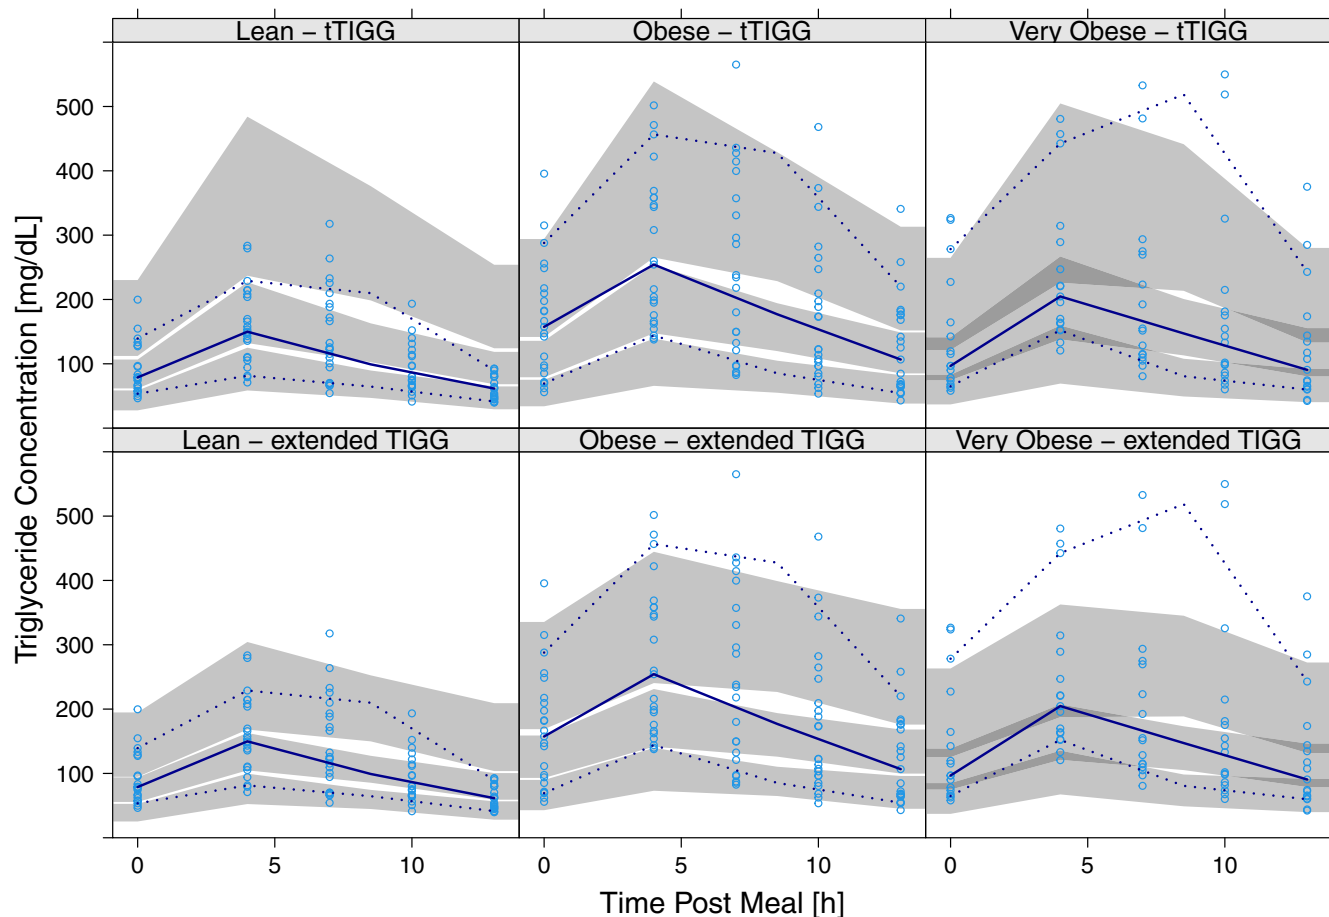 Lean − tTIGG
Obese − tTIGG
Very Obese − tTIGG
500
400
300
200
100
Lean − extended TIGG
Obese − extended TIGG
Very Obese − extended TIGG
500
400
300
200
100
Triglyceride Concentration [mg/dL]
0 5 10
0 5 10
0 5 10
Time Post Meal [h]